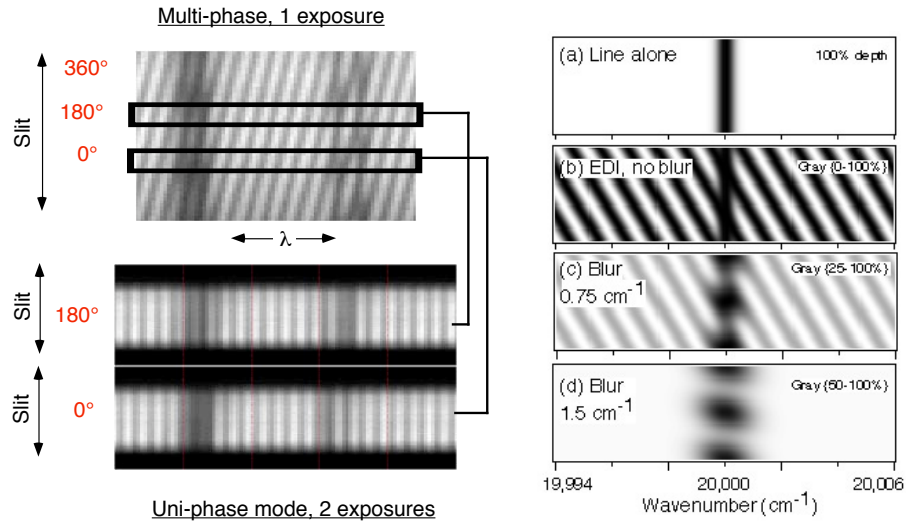 Multi-phase, 1 exposure
Slit
360°
180°
0°
λ
Slit
180°
Slit
0°
Uni-phase mode, 2 exposures
(a) Line alone
100% depth
(b) EDI, no blur
Gray {0-100%}
(c) Blur
0.75 cm⁻¹
Gray {25-100%}
(d) Blur
1.5 cm⁻¹
Gray {50-100%}
19,994
20,000
20,006
Wavenumber (cm⁻¹)